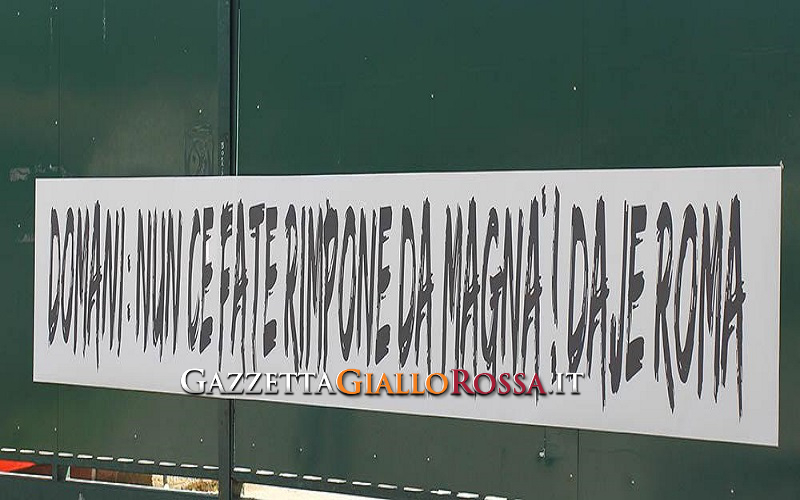 DOMANI: NUN CE FATE RIMPONE DA MAGNA'! DAJE ROMA
GAZZETTAGIALLOROSSA.IT